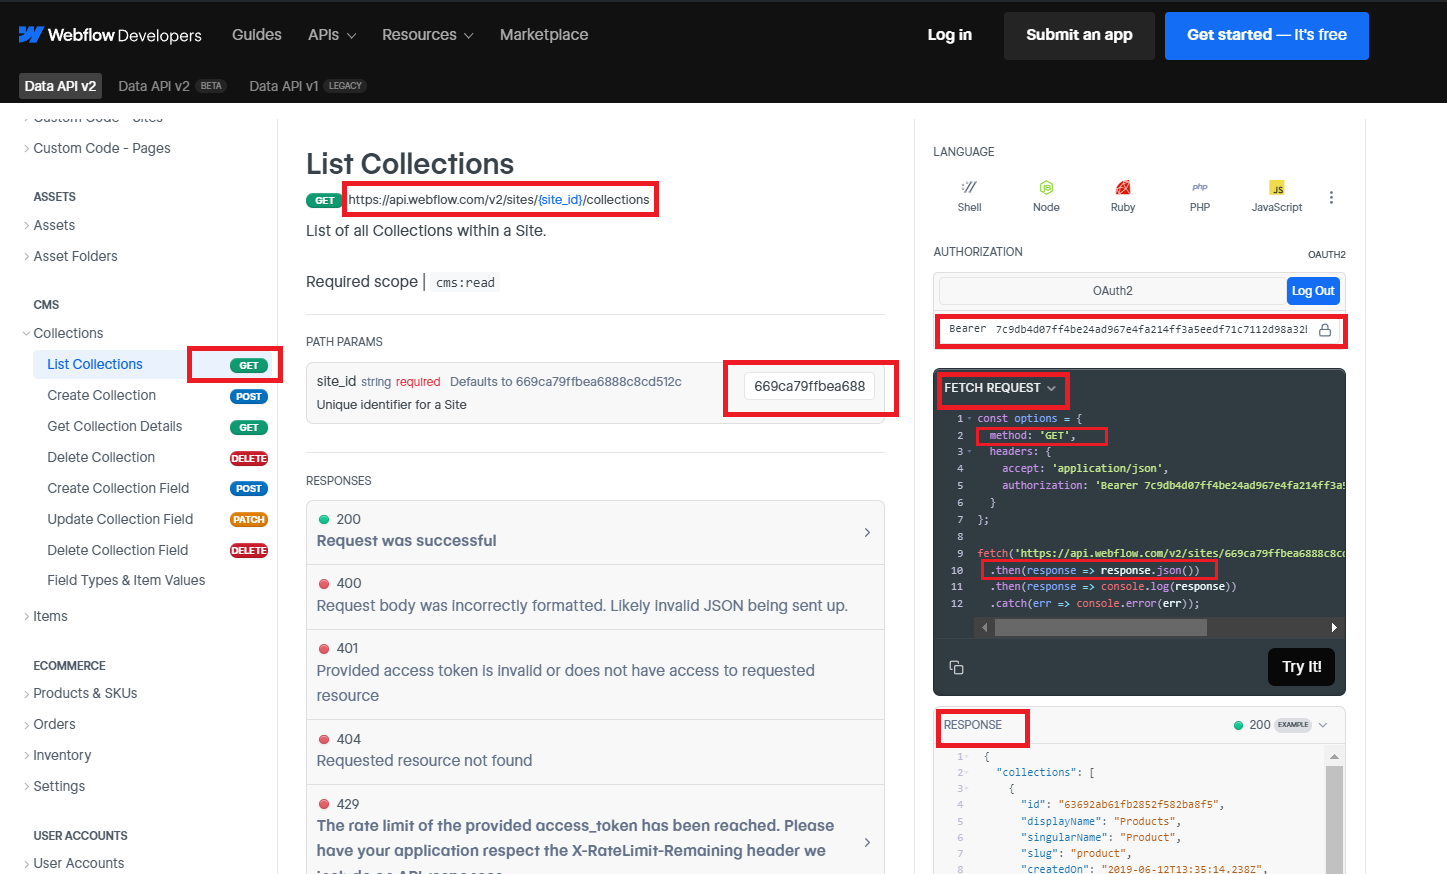 Webflow Developers
Guides
APIs
Resources
Marketplace
Log in
Submit an app
Get started — it's free
Data API v2
Data API v2 BETA
Data API v1 LEGACY
Custom Code - Sites
Custom Code - Pages
ASSETS
Assets
Asset Folders
CMS
Collections
List Collections GET
Create Collection POST
Get Collection Details GET
Delete Collection DELETE
Create Collection Field POST
Update Collection Field PATCH
Delete Collection Field DELETE
Field Types & Item Values
Items
ECOMMERCE
Products & SKUs
Orders
Inventory
Settings
USER ACCOUNTS
User Accounts
List Collections
GET https://api.webflow.com/v2/sites/{site_id}/collections
List of all Collections within a Site.
Required scope | cms:read
PATH PARAMS
site_id string required Defaults to 669ca79ffbea6888c8cd512c
Unique identifier for a Site
669ca79ffbea688
RESPONSES
200
Request was successful
400
Request body was incorrectly formatted. Likely invalid JSON being sent up.
401
Provided access token is invalid or does not have access to requested
resource
404
Requested resource not found
429
The rate limit of the provided access_token has been reached. Please
have your application respect the X-RateLimit-Remaining header we
LANGUAGE
Shell
Node
Ruby
PHP
JavaScript
AUTHORIZATION
OAUTH2
OAuth2
Log Out
Bearer 7c9db4d07ff4be24ad967e4fa214ff3a5eedf71c7112d98a32b
FETCH REQUEST
1 const options = {
2 method: 'GET',
3 headers: {
4 accept: 'application/json',
5 authorization: 'Bearer 7c9db4d07ff4be24ad967e4fa214ff3a5
6 }
7 };
8
9 fetch('https://api.webflow.com/v2/sites/669ca79ffbea6888c8cd
10 .then(response => response.json())
11 .then(response => console.log(response))
12 .catch(err => console.error(err));
Try It!
RESPONSE
200 EXAMPLE
1 {
2 "collections": [
3 {
4 "id": "63692ab61fb2852f582ba8f5",
5 "displayName": "Products",
6 "singularName": "Product",
7 "slug": "product",
8 "createdOn": "2019-06-12T13:35:14.238Z",